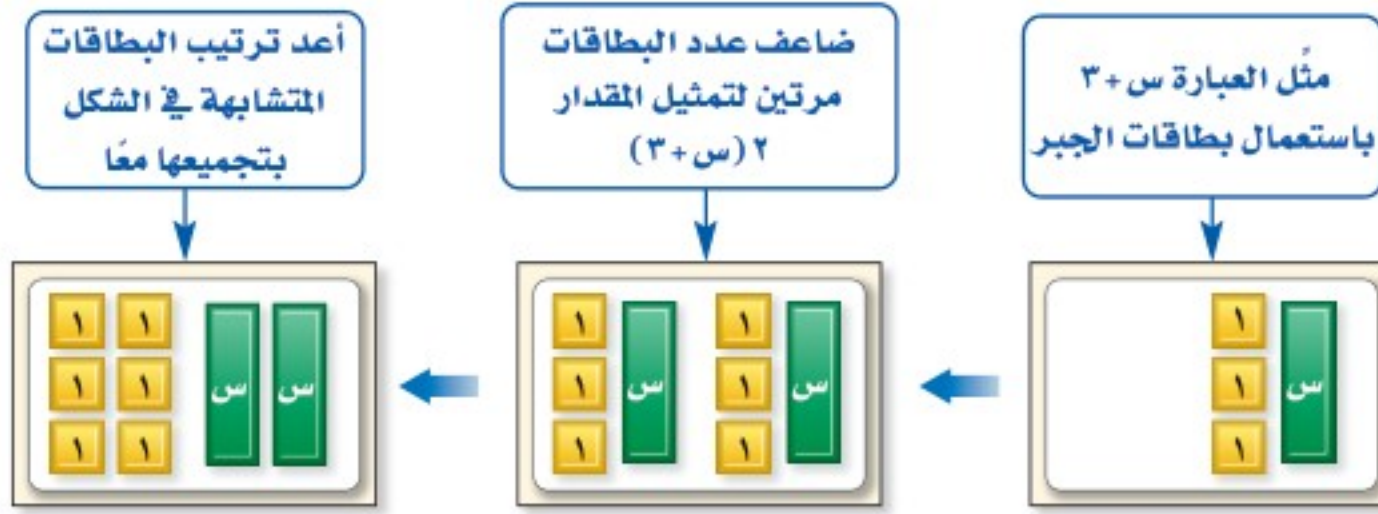 مثِّل العبارة س+٣
باستعمال بطاقات الجبر
ضاعف عدد البطاقات
مرتين لتمثيل المقدار
٢(س+٣)
أعد ترتيب البطاقات
المتشابهة في الشكل
بتجميعها معًا
س ١
١
١
س ١ س ١
١ ١
١ ١
س س ١ ١
١ ١
١ ١